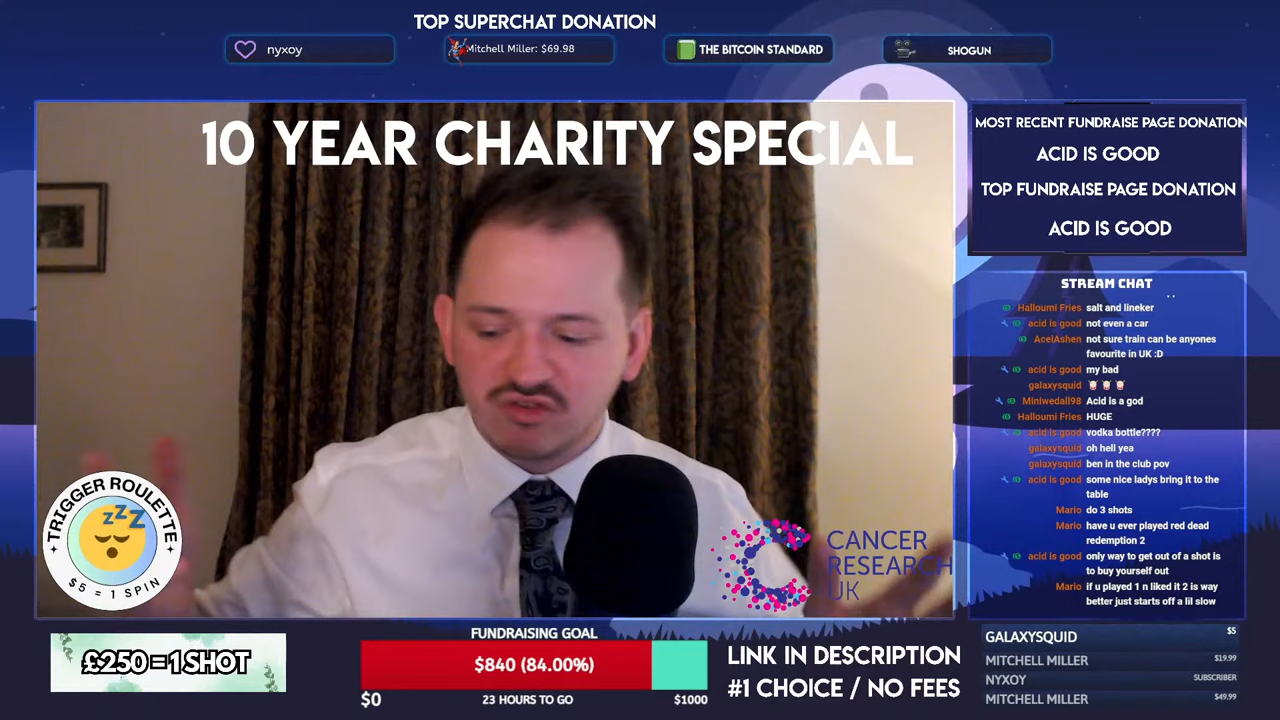 TOP SUPERCHAT DONATION
nyxoy
Mitchell Miller: $69.98
THE BITCOIN STANDARD
SHOGUN
10 YEAR CHARITY SPECIAL
MOST RECENT FUNDRAISE PAGE DONATION
ACID IS GOOD
TOP FUNDRAISE PAGE DONATION
ACID IS GOOD
STREAM CHAT
Halloumi Fries salt and lineker
acid is good not even a car
AcelAshen not sure train can be anyones
favourite in UK :D
acid is good my bad
galaxysquid
Miniwedall98 Acid is a god
Halloumi Fries HUGE
acid is good vodka bottle????
galaxysquid oh hell yea
galaxysquid ben in the club pov
acid is good some nice ladys bring it to the
table
Mario do 3 shots
Mario have u ever played red dead
redemption 2
acid is good only way to get out of a shot is
to buy yourself out
Mario if u played 1 n liked it 2 is way
better just starts off a lil slow
TRIGGER ROULETTE
zzz
$5 = 1 SPIN
CANCER
RESEARCH
UK
£250 = 1 SHOT
FUNDRAISING GOAL
$840 (84.00%)
$0
23 HOURS TO GO
$1000
LINK IN DESCRIPTION
#1 CHOICE / NO FEES
GALAXYSQUID $5
MITCHELL MILLER $19.99
NYXOY SUBSCRIBER
MITCHELL MILLER $49.99